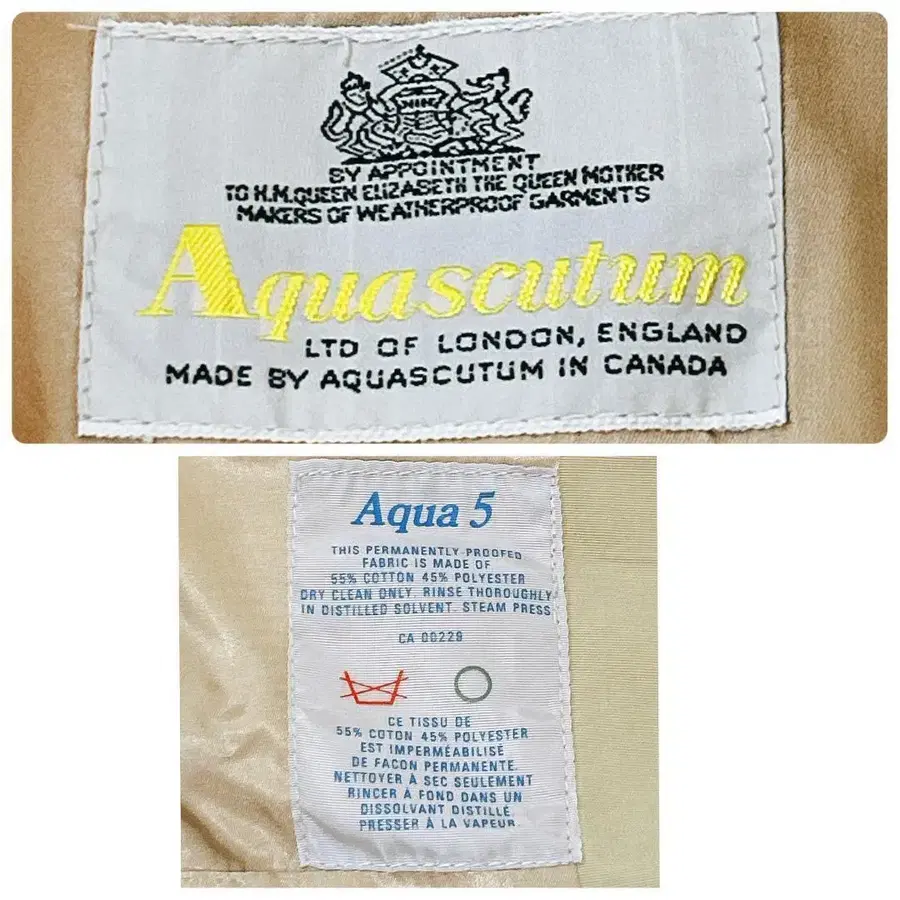 BY APPOINTMENT
TO H.M. QUEEN ELIZABETH THE QUEEN MOTHER
MAKERS OF WEATHERPROOF GARMENTS
Aquascutum
LTD OF LONDON, ENGLAND
MADE BY AQUASCUTUM IN CANADA
Aqua 5
THIS PERMANENTLY PROOFED
FABRIC IS MADE OF
55% COTTON 45% POLYESTER
DRY CLEAN ONLY. RINSE THOROUGHLY
IN DISTILLED SOLVENT. STEAM PRESS
CA 00229
CE TISSU DE
55% COTON 45% POLYESTER
EST IMPERMÉABILISÉ
DE FACON PERMANENTE.
NETTOYER À SEC SEULEMENT
RINCER À FOND DANS UN
DISSOLVANT DISTILLÉ.
PRESSER À LA VAPEUR.